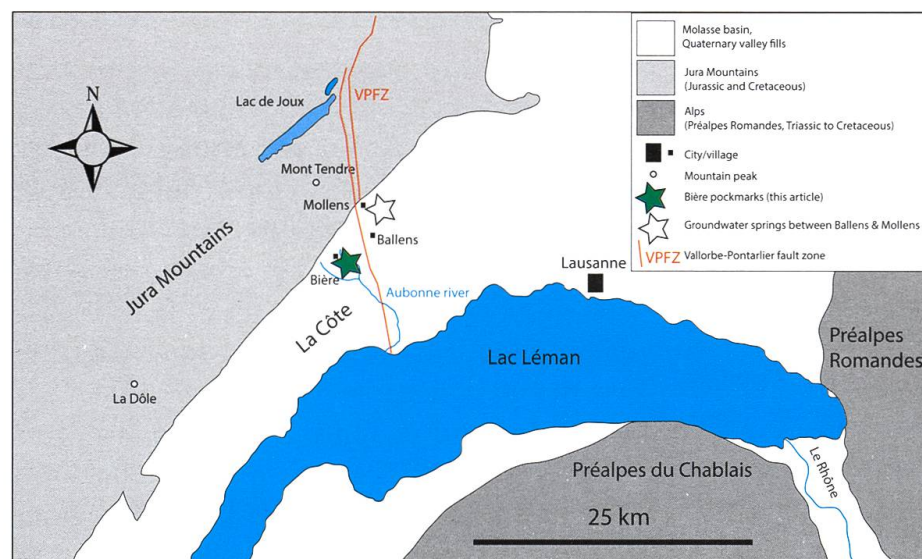 N
Lac de Joux
VPFZ
Mont Tendre
Mollens
Ballens
Bière
Aubonne river
Jura Mountains
La Côte
La Dôle
Lausanne
Lac Léman
Préalpes
Romandes
Préalpes du Chablais
Le Rhône
25 km
Molasse basin,
Quaternary valley fills
Jura Mountains
(Jurassic and Cretaceous)
Alps
(Préalpes Romandes, Triassic to Cretaceous)
City/village
Mountain peak
Bière pockmarks (this article)
Groundwater springs between Ballens & Mollens
VPFZ Vallorbe-Pontarlier fault zone